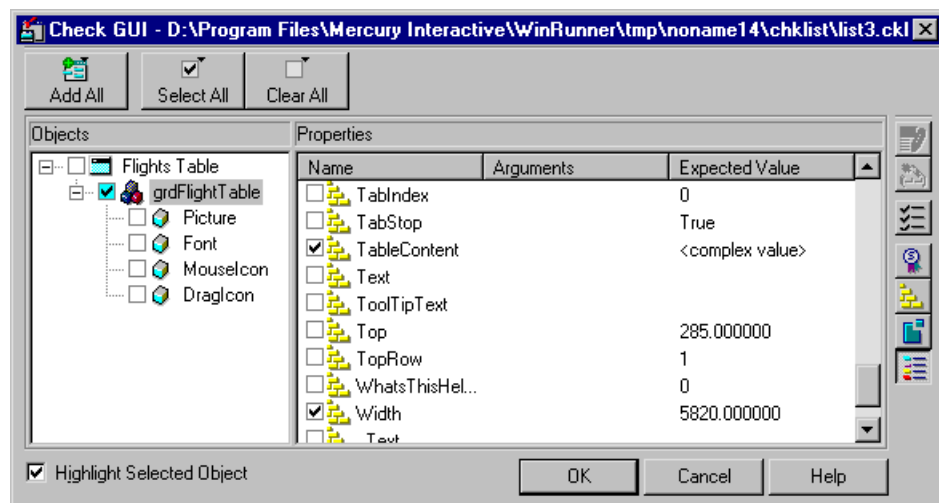 Check GUI - D:\Program Files\Mercury Interactive\WinRunner\tmp\noname14\chklist\list3.ckl
Add All
Select All
Clear All
Objects
Flights Table
grdFlightTable
Picture
Font
MouseIcon
DragIcon
Properties
Name Arguments Expected Value
TabIndex 0
TabStop True
TableContent <complex value>
Text
ToolTipText
Top 285.000000
TopRow 1
WhatsThisHel... 0
Width 5820.000000
_Text
Highlight Selected Object
OK
Cancel
Help